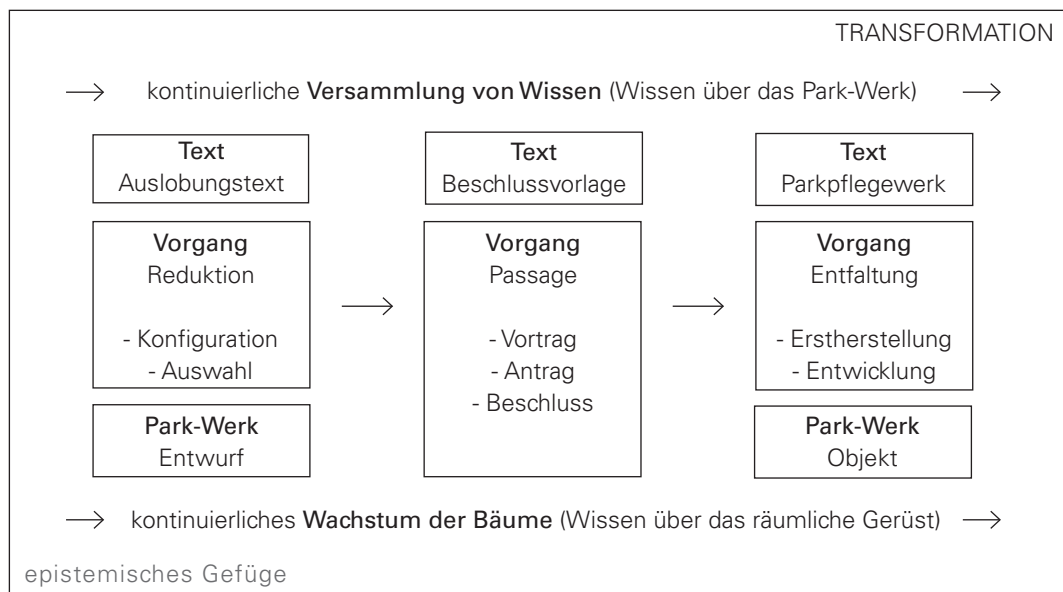 TRANSFORMATION
kontinuierliche Versammlung von Wissen (Wissen über das Park-Werk)
Text
Auslobungstext
Text
Beschlussvorlage
Text
Parkpflegewerk
Vorgang
Reduktion
- Konfiguration
- Auswahl
Vorgang
Passage
- Vortrag
- Antrag
- Beschluss
Vorgang
Entfaltung
- Erstherstellung
- Entwicklung
Park-Werk
Entwurf
Park-Werk
Objekt
kontinuierliches Wachstum der Bäume (Wissen über das räumliche Gerüst)
epistemisches Gefüge